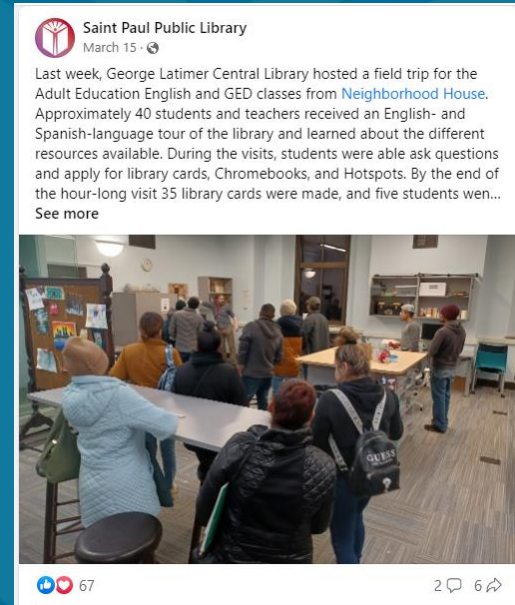 Saint Paul Public Library
March 15 ·
Last week, George Latimer Central Library hosted a field trip for the
Adult Education English and GED classes from Neighborhood House.
Approximately 40 students and teachers received an English- and
Spanish-language tour of the library and learned about the different
resources available. During the visits, students were able ask questions
and apply for library cards, Chromebooks, and Hotspots. By the end of
the hour-long visit 35 library cards were made, and five students wen...
See more
GUESS
67
2
6